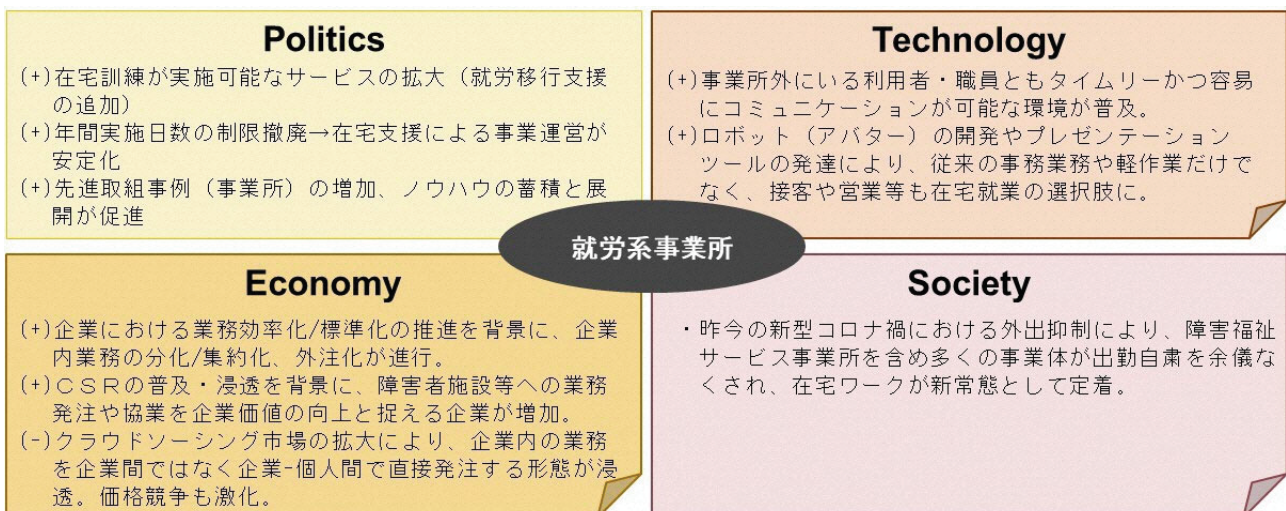 Politics
(+)在宅訓練が実施可能なサービスの拡大（就労移行支援
の追加）
(+)年間実施日数の制限撤廃→在宅支援による事業運営が
安定化
(+)先進取組事例（事業所）の増加、ノウハウの蓄積と展
開が促進
Technology
(+)事業所外にいる利用者・職員ともタイムリーかつ容易
にコミュニケーションが可能な環境が普及。
(+)ロボット（アバター）の開発やプレゼンテーション
ツールの発達により、従来の事務業務や軽作業だけで
なく、接客や営業等も在宅就業の選択肢に。
就労系事業所
Economy
(+)企業における業務効率化/標準化の推進を背景に、企業
内業務の分化/集約化、外注化が進行。
(+)ＣＳＲの普及・浸透を背景に、障害者施設等への業務
発注や協業を企業価値の向上と捉える企業が増加。
(-)クラウドソーシング市場の拡大により、企業内の業務
を企業間ではなく企業-個人間で直接発注する形態が浸
透。価格競争も激化。
Society
・昨今の新型コロナ禍における外出抑制により、障害福祉
サービス事業所を含め多くの事業体が出勤自粛を余儀な
くされ、在宅ワークが新常態として定着。